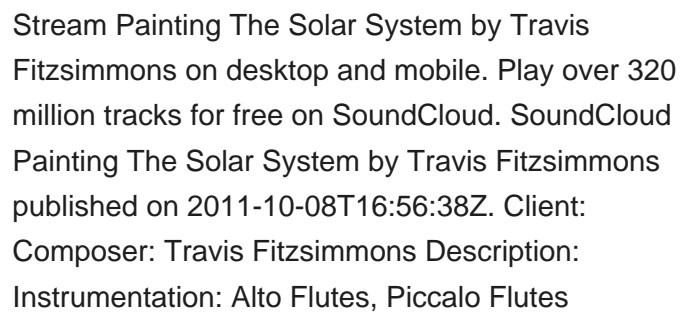 Stream Painting The Solar System by Travis
Fitzsimmons on desktop and mobile. Play over 320
million tracks for free on SoundCloud. SoundCloud
Painting The Solar System by Travis Fitzsimmons
published on 2011-10-08T16:56:38Z. Client:
Composer: Travis Fitzsimmons Description:
Instrumentation: Alto Flutes, Piccalo Flutes